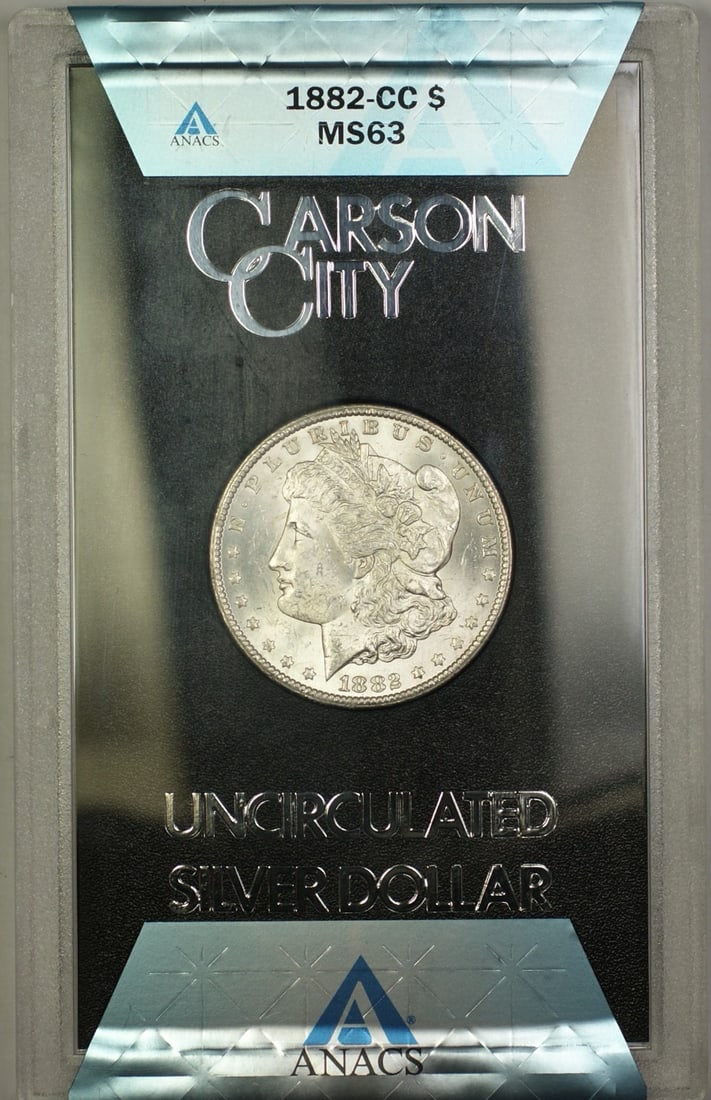 1882-CC $
ANACS
MS63
CARSON
CITY
E · PLURIBUS · UNUM
1882
UNCIRCULATED
SILVER DOLLAR
ANACS®